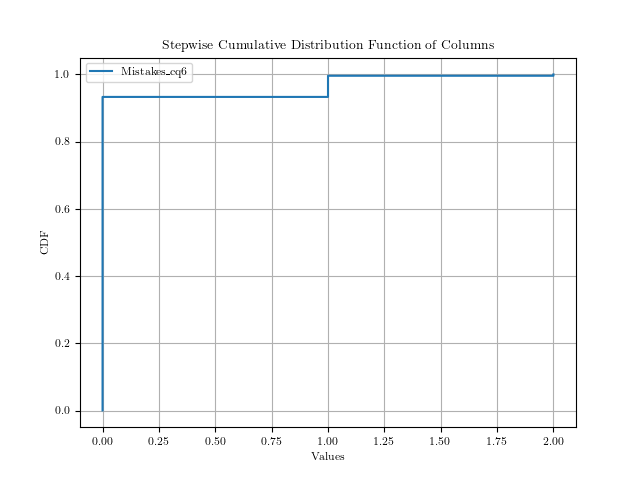 Stepwise Cumulative Distribution Function of Columns
Mistakes_cq6
1.0
0.8
0.6
0.4
0.2
0.0
CDF
0.00 0.25 0.50 0.75 1.00 1.25 1.50 1.75 2.00
Values